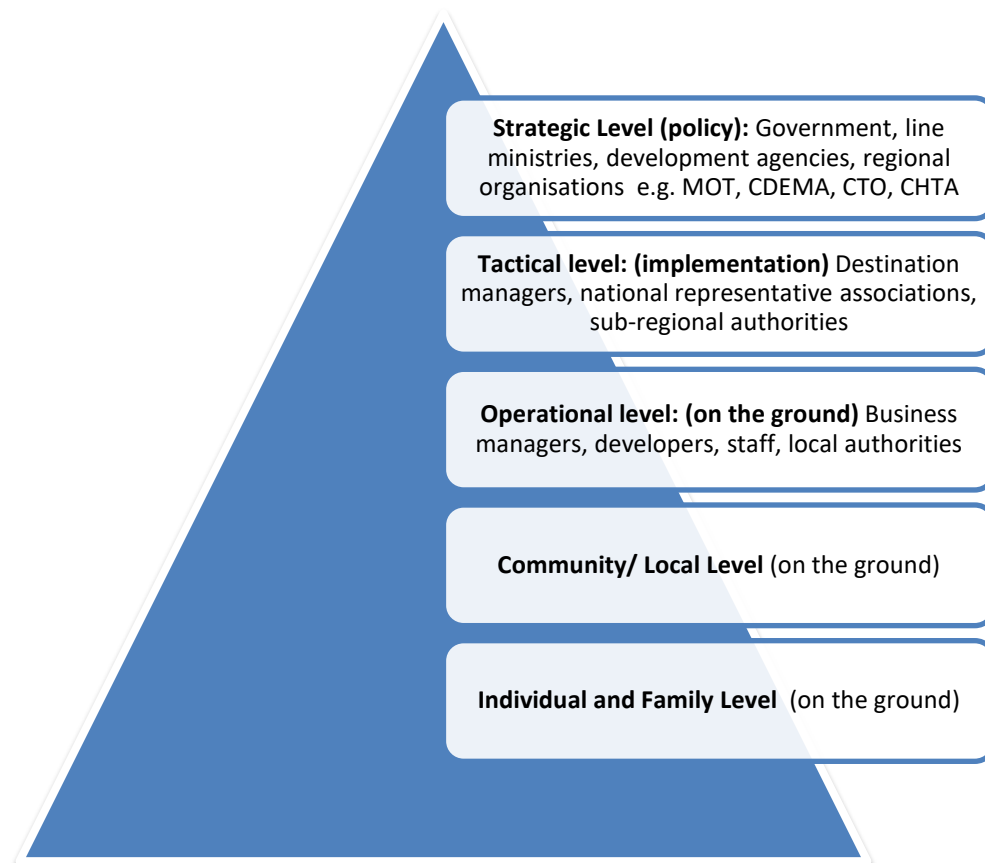 Strategic Level (policy): Government, line
ministries, development agencies, regional
organisations  e.g. MOT, CDEMA, CTO, CHTA
Tactical level: (implementation) Destination
managers, national representative associations,
sub-regional authorities
Operational level: (on the ground) Business
managers, developers, staff, local authorities
Community/ Local Level (on the ground)
Individual and Family Level  (on the ground)